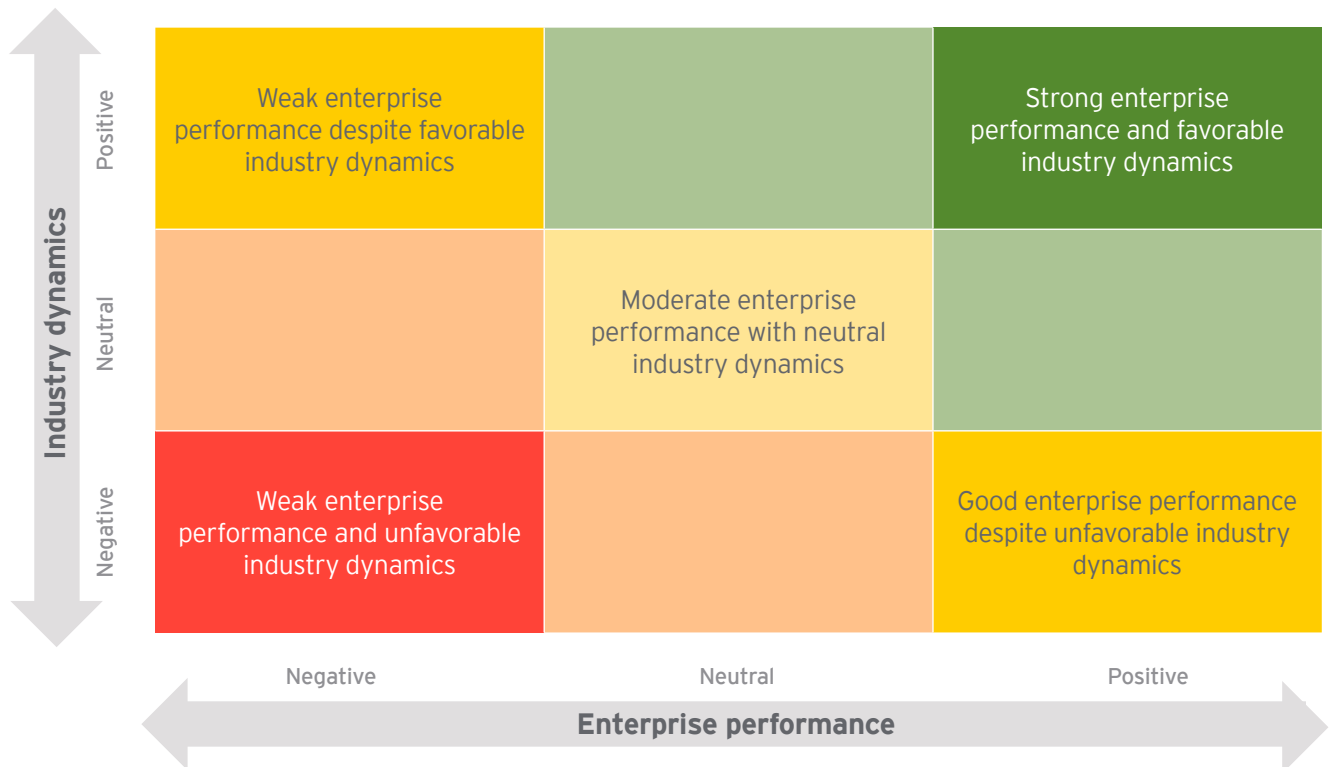 Industry dynamics
Positive
Neutral
Negative
Weak enterprise
performance despite favorable
industry dynamics
Strong enterprise
performance and favorable
industry dynamics
Moderate enterprise
performance with neutral
industry dynamics
Weak enterprise
performance and unfavorable
industry dynamics
Good enterprise performance
despite unfavorable industry
dynamics
Negative
Neutral
Positive
Enterprise performance